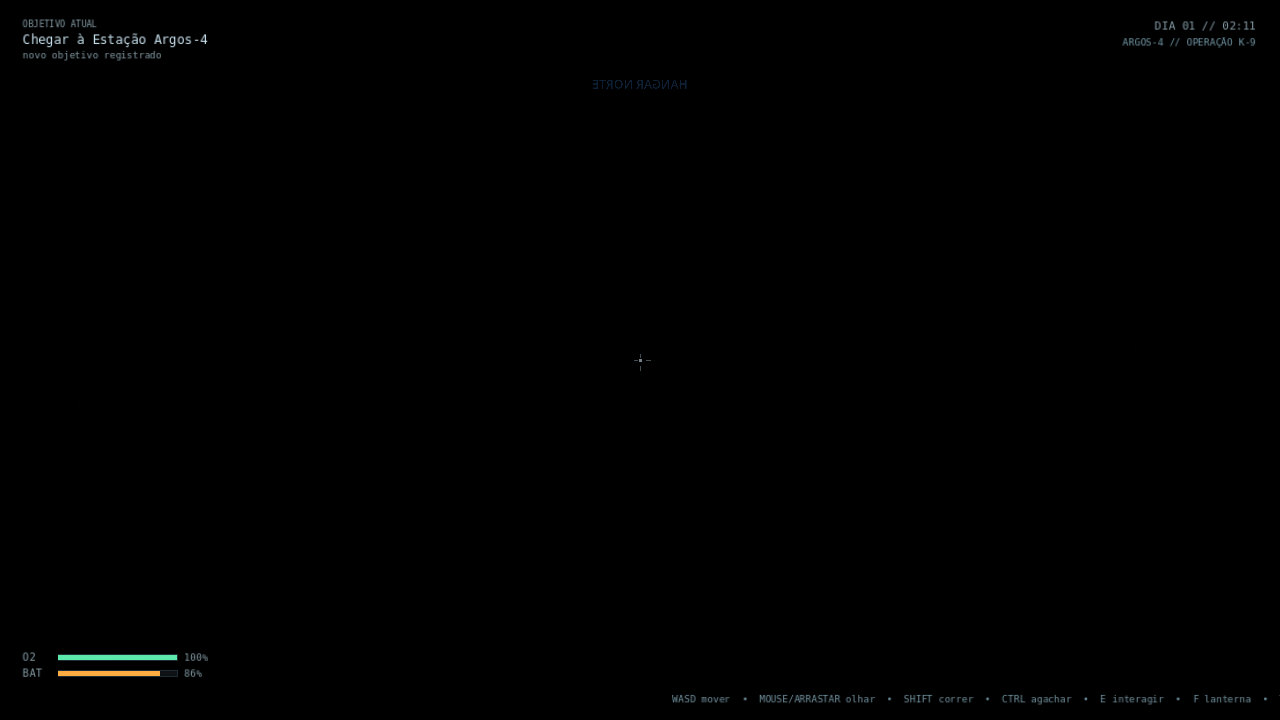 OBJETIVO ATUAL
Chegar à Estação Argos-4
novo objetivo registrado
DIA 01 // 02:11
ARGOS-4 // OPERAÇÃO K-9
HANGAR NORTE
O2 100%
BAT 86%
WASD mover • MOUSE/ARRASTAR olhar • SHIFT correr • CTRL agachar • E interagir • F lanterna •